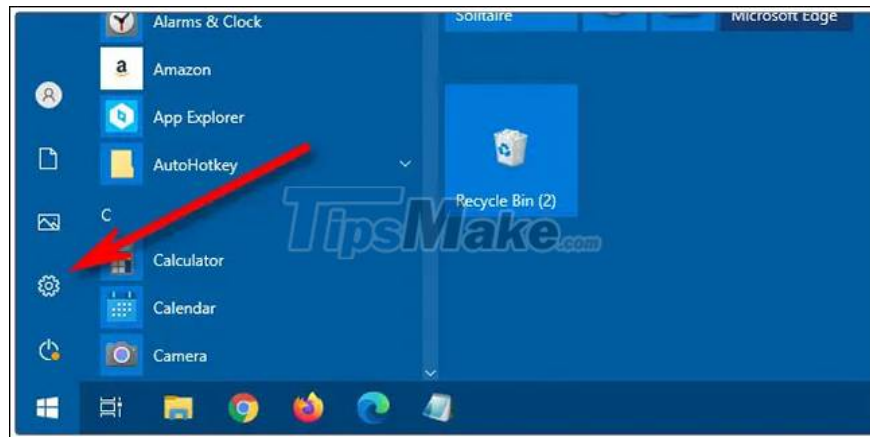 Alarms & Clock
Solitaire
Microsoft Edge
a
Amazon
App Explorer
AutoHotkey
Recycle Bin (2)
C
TipsMake.com
Calculator
Calendar
Camera